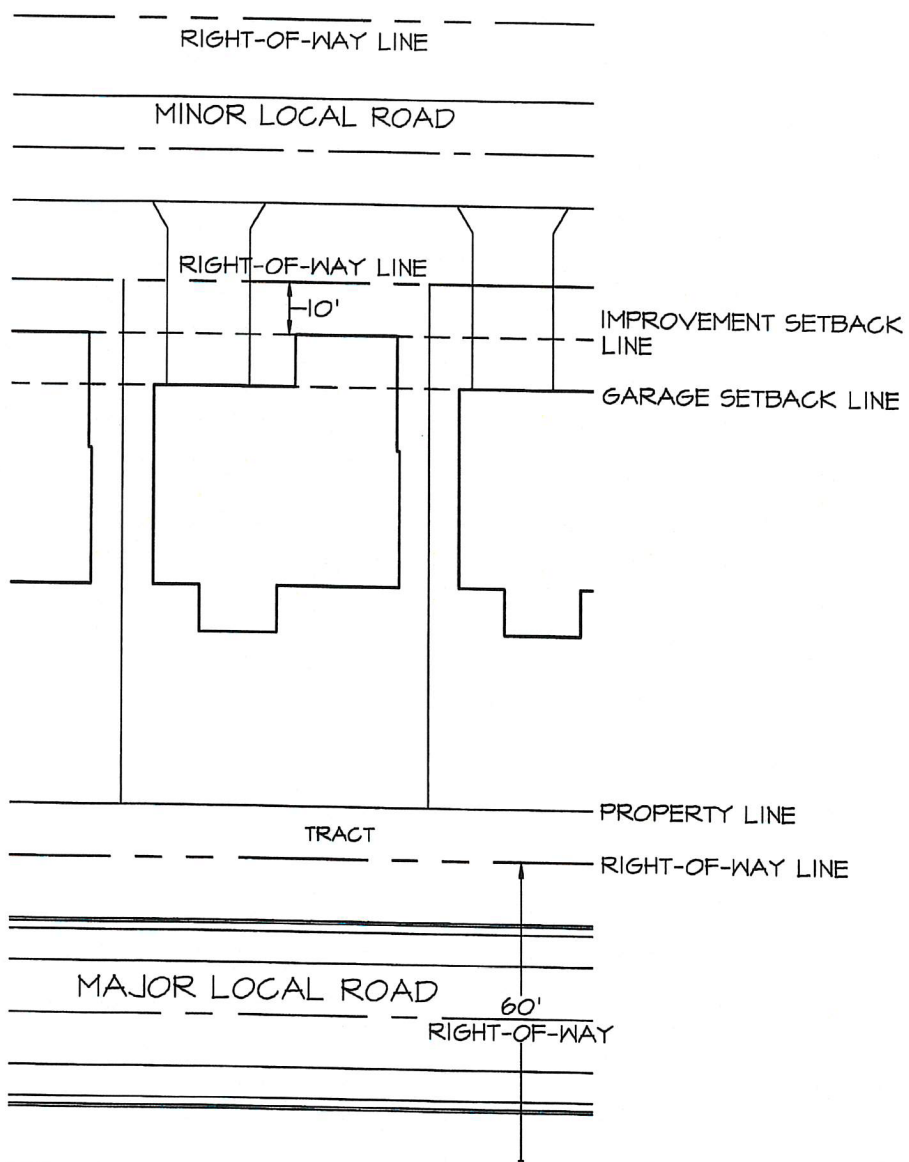 RIGHT-OF-WAY LINE
MINOR LOCAL ROAD
RIGHT-OF-WAY LINE
10'
IMPROVEMENT SETBACK
LINE
GARAGE SETBACK LINE
PROPERTY LINE
TRACT
RIGHT-OF-WAY LINE
MAJOR LOCAL ROAD
60'
RIGHT-OF-WAY